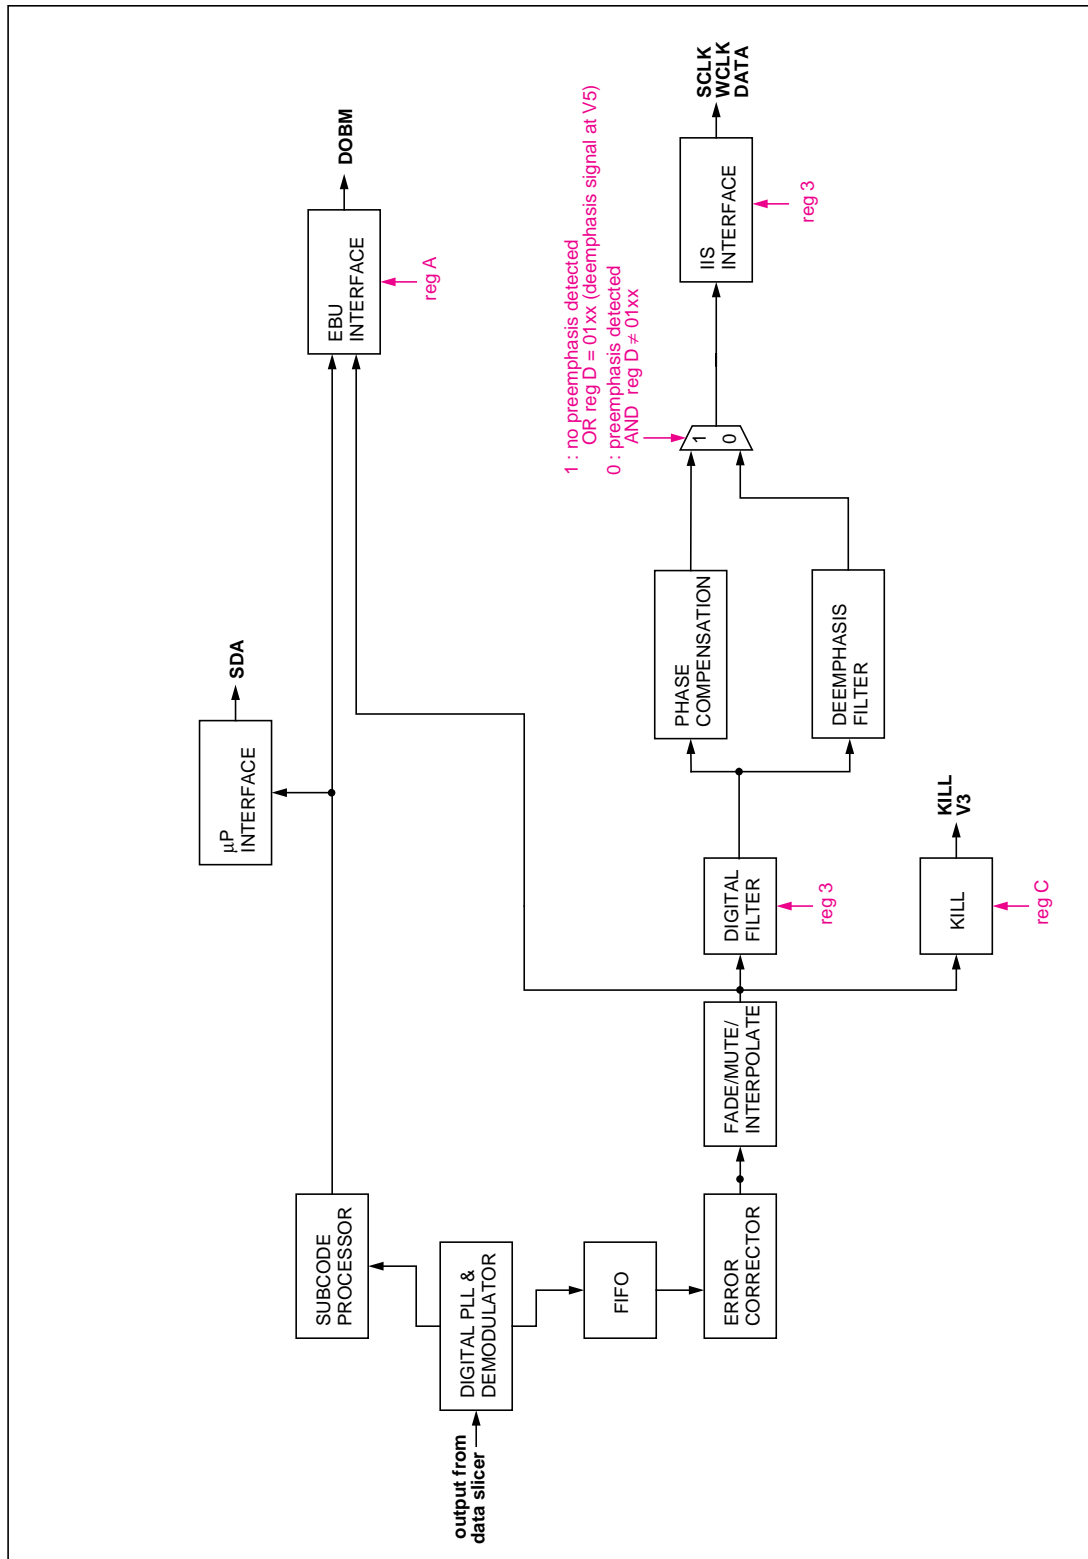 output from
data slicer
DIGITAL PLL &
DEMODULATOR
SUBCODE
PROCESSOR
FIFO
ERROR
CORRECTOR
FADE/MUTE/
INTERPOLATE
µP
INTERFACE
SDA
EBU
INTERFACE
reg A
DOBM
DIGITAL
FILTER
reg 3
KILL
reg C
KILL
V3
PHASE
COMPENSATION
DEEMPHASIS
FILTER
1 : no preemphasis detected
OR reg D = 01xx (deemphasis signal at V5)
0 : preemphasis detected
AND reg D ≠ 01xx
1
0
IIS
INTERFACE
reg 3
SCLK
WCLK
DATA